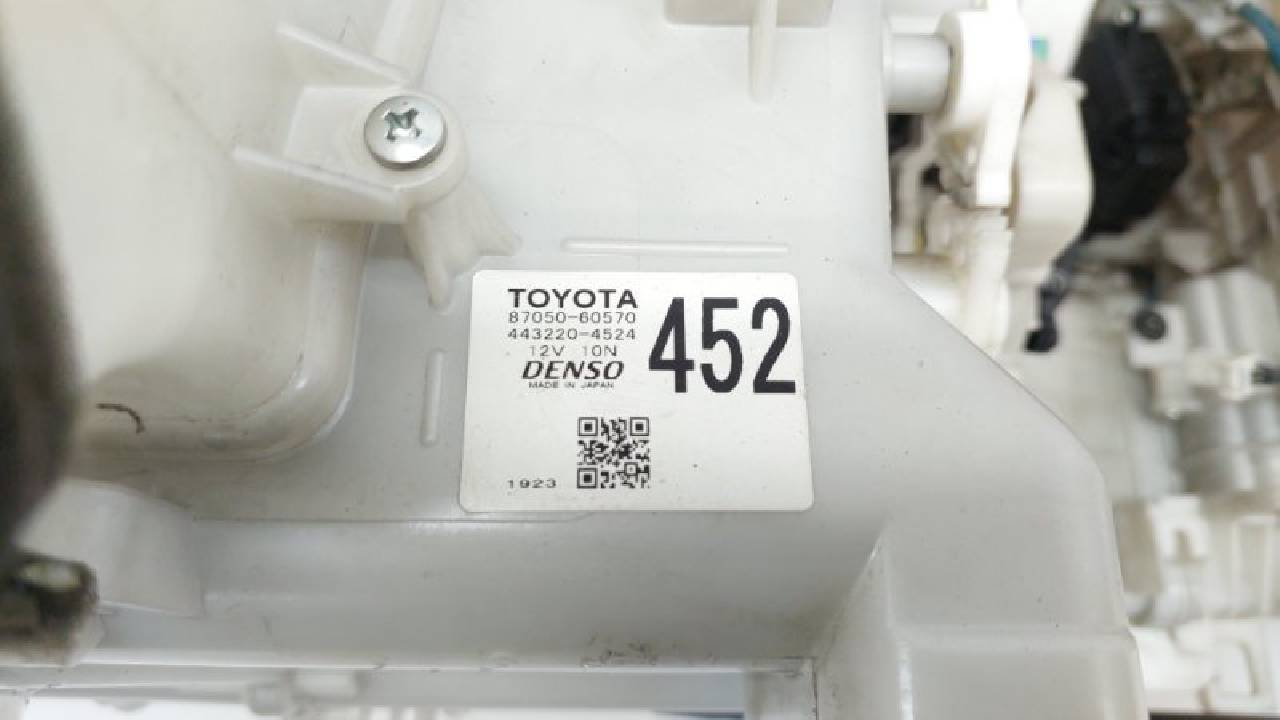 TOYOTA
87050-60570
443220-4524
12V 10N
DENSO
MADE IN JAPAN
452
1923